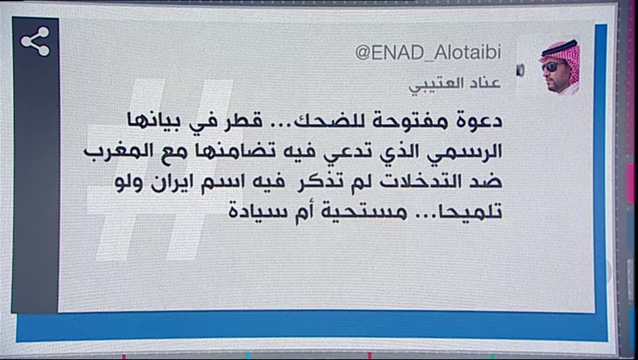 @ENAD_Alotaibi
عناد العتيبي
دعوة مفتوحة للضحك... قطر في بيانها
الرسمي الذي تدعي فيه تضامنها مع المغرب
ضد التدخلات لم تذكر فيه اسم ايران ولو
تلميحا... مستحية أم سيادة